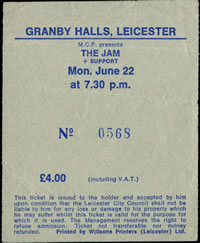 GRANBY HALLS, LEICESTER
M.C.P. presents
THE JAM
+ SUPPORT
Mon. June 22
at 7.30 p.m.
Nº 0568
£4.00 (including V.A.T.)
This ticket is issued to the holder and accepted by him
upon condition that the Leicester City Council shall not be
liable to him for any loss or damage to his property which
he may suffer whilst this ticket is valid for the purpose for
which it is used. The Management reserves the right to
refuse admission. Ticket not transferable nor money
refunded. Printed by Willsons Printers (Leicester) Ltd.